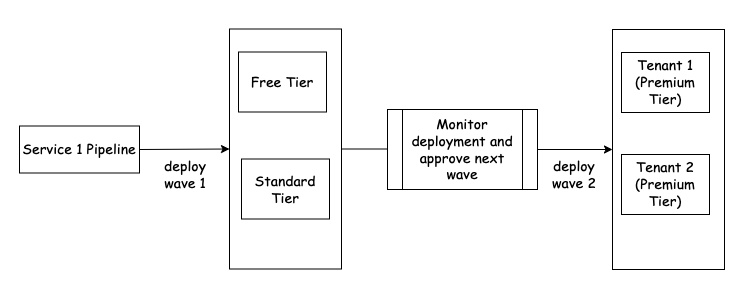 Service 1 Pipeline
deploy
wave 1
Free Tier
Standard
Tier
Monitor
deployment and
approve next
wave
deploy
wave 2
Tenant 1
(Premium
Tier)
Tenant 2
(Premium
Tier)